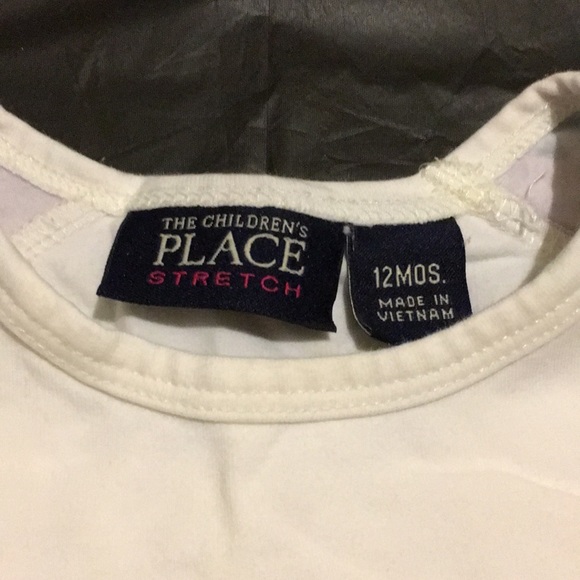 THE CHILDREN'S
PLACE
STRETCH
12MOS.
MADE IN
VIETNAM